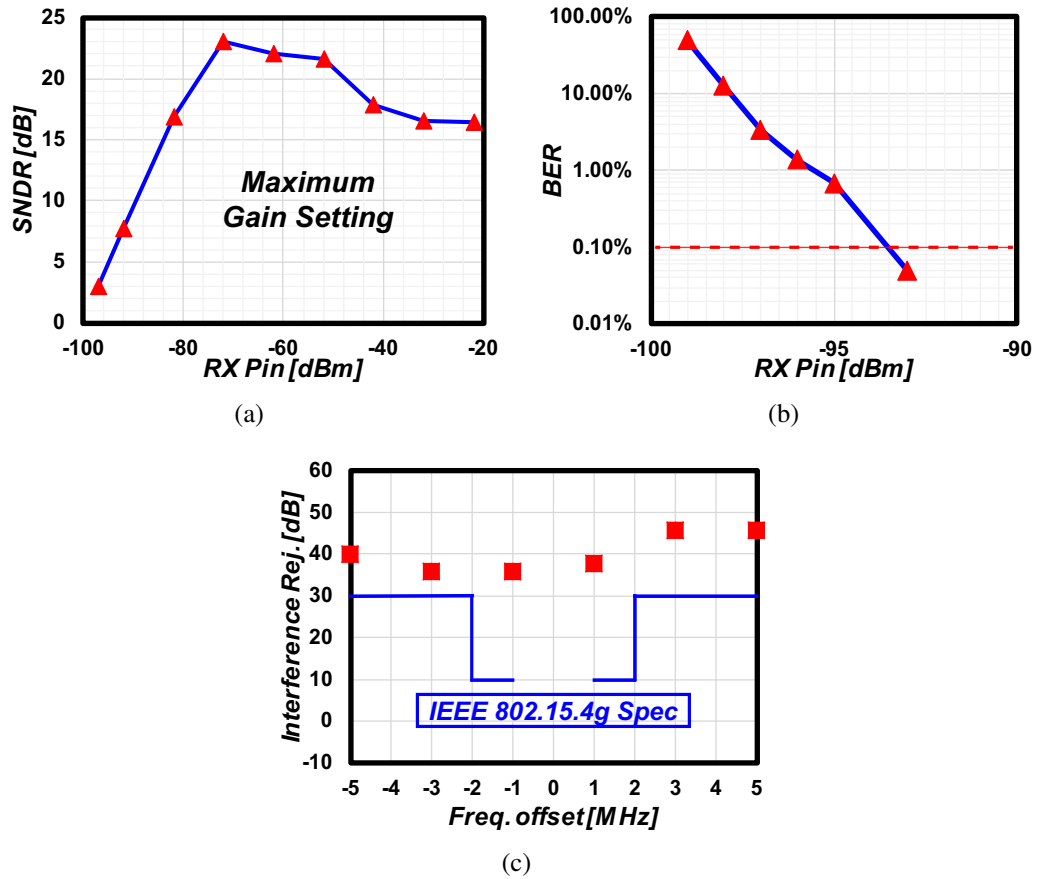 25
20
15
10
5
0
SNDR [dB]
Maximum
Gain Setting
-100 -80 -60 -40 -20
RX Pin [dBm]
(a)
100.00%
10.00%
1.00%
0.10%
0.01%
BER
-100 -95 -90
RX Pin [dBm]
(b)
60
50
40
30
20
10
0
-10
Interference Rej. [dB]
IEEE 802.15.4g Spec
-5 -4 -3 -2 -1 0 1 2 3 4 5
Freq. offset [MHz]
(c)